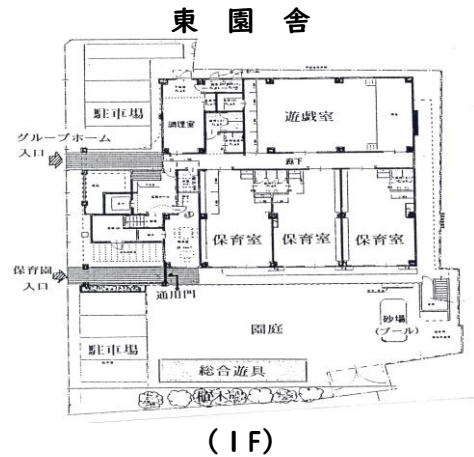 東園舎
駐車場
グループホーム
入口
調理室
遊戯室
廊下
保育室
保育室
保育室
保育園
入口
通用門
園庭
砂場
(プール)
駐車場
総合遊具
植木
(1F)